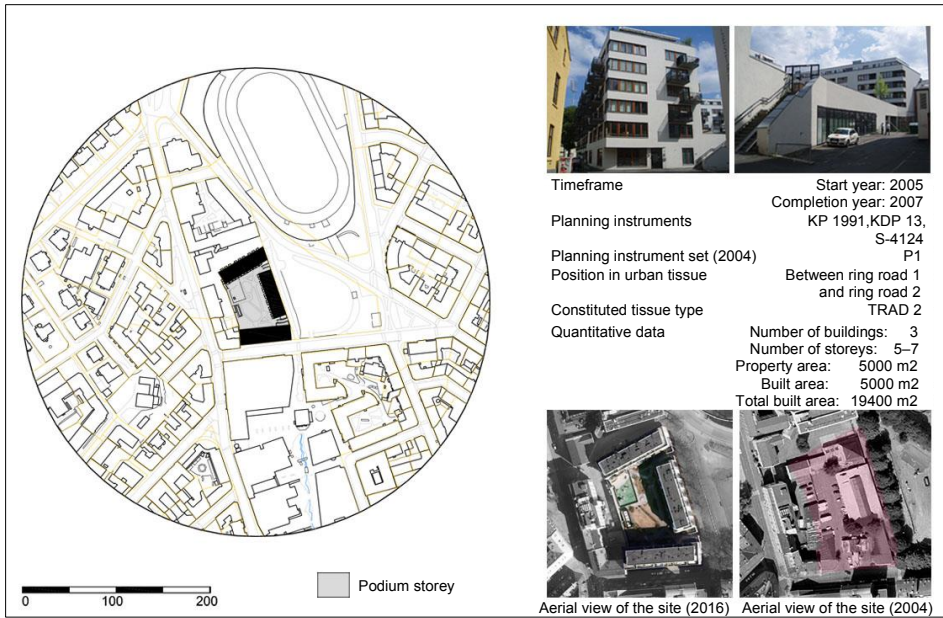 Timeframe Start year: 2005
Completion year: 2007
Planning instruments KP 1991,KDP 13,
S-4124
Planning instrument set (2004) P1
Position in urban tissue Between ring road 1
and ring road 2
Constituted tissue type TRAD 2
Quantitative data Number of buildings: 3
Number of storeys: 5–7
Property area: 5000 m2
Built area: 5000 m2
Total built area: 19400 m2
0 100 200
Podium storey
Aerial view of the site (2016) Aerial view of the site (2004)